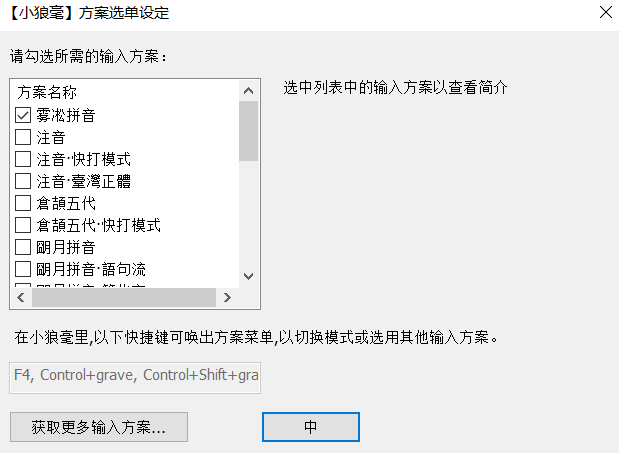 【小狼毫】方案选单设定
请勾选所需的输入方案：
选中列表中的输入方案以查看简介
方案名称
雾凇拼音
注音
注音·快打模式
注音·臺灣正體
倉頡五代
倉頡五代·快打模式
朙月拼音
朙月拼音·語句流
在小狼毫里,以下快捷键可唤出方案菜单,以切换模式或选用其他输入方案。
F4, Control+grave, Control+Shift+gra
获取更多输入方案...
中